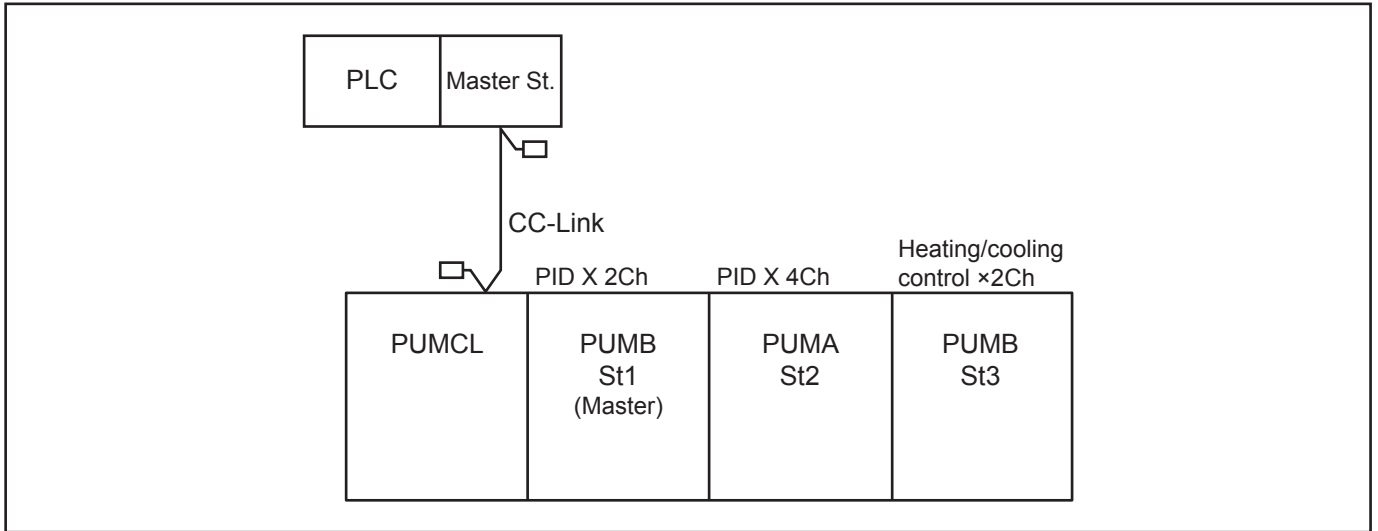 PLC
Master St.
CC-Link
PID X 2Ch
PID X 4Ch
Heating/cooling
control ×2Ch
PUMCL
PUMB
St1
(Master)
PUMA
St2
PUMB
St3